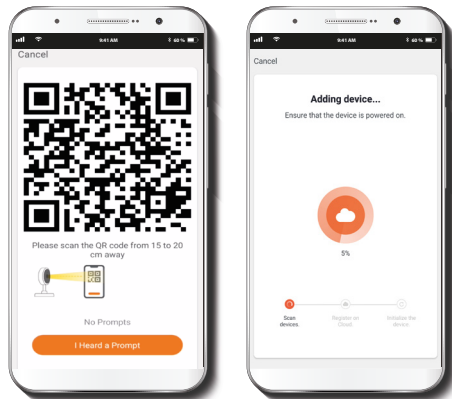 9:41 AM
60 %
Cancel
Please scan the QR code from 15 to 20
cm away
No Prompts
I Heard a Prompt
9:41 AM
60 %
Cancel
Adding device...
Ensure that the device is powered on.
5%
Scan
devices.
Register on
Cloud.
Initialize the
device.